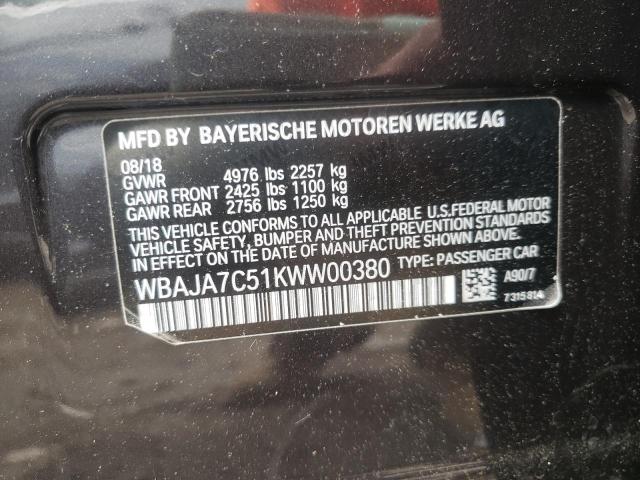 MFD BY BAYERISCHE MOTOREN WERKE AG
08/18
GVWR 4976 lbs 2257 kg
GAWR FRONT 2425 lbs 1100 kg
GAWR REAR 2756 lbs 1250 kg
THIS VEHICLE CONFORMS TO ALL APPLICABLE U.S.FEDERAL MOTOR
VEHICLE SAFETY, BUMPER AND THEFT PREVENTION STANDARDS
IN EFFECT ON THE DATE OF MANUFACTURE SHOWN ABOVE.
WBAJA7C51KWW00380 TYPE: PASSENGER CAR
A90/7
7315814